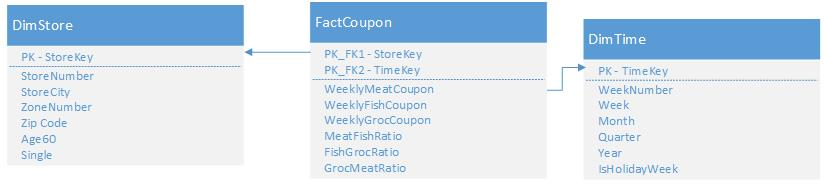 DimStore
PK - StoreKey
StoreNumber
StoreCity
ZoneNumber
Zip Code
Age60
Single
FactCoupon
PK_FK1 - StoreKey
PK_FK2 - TimeKey
WeeklyMeatCoupon
WeeklyFishCoupon
WeeklyGrocCoupon
MeatFishRatio
FishGrocRatio
GrocMeatRatio
DimTime
PK - TimeKey
WeekNumber
Week
Month
Quarter
Year
IsHolidayWeek